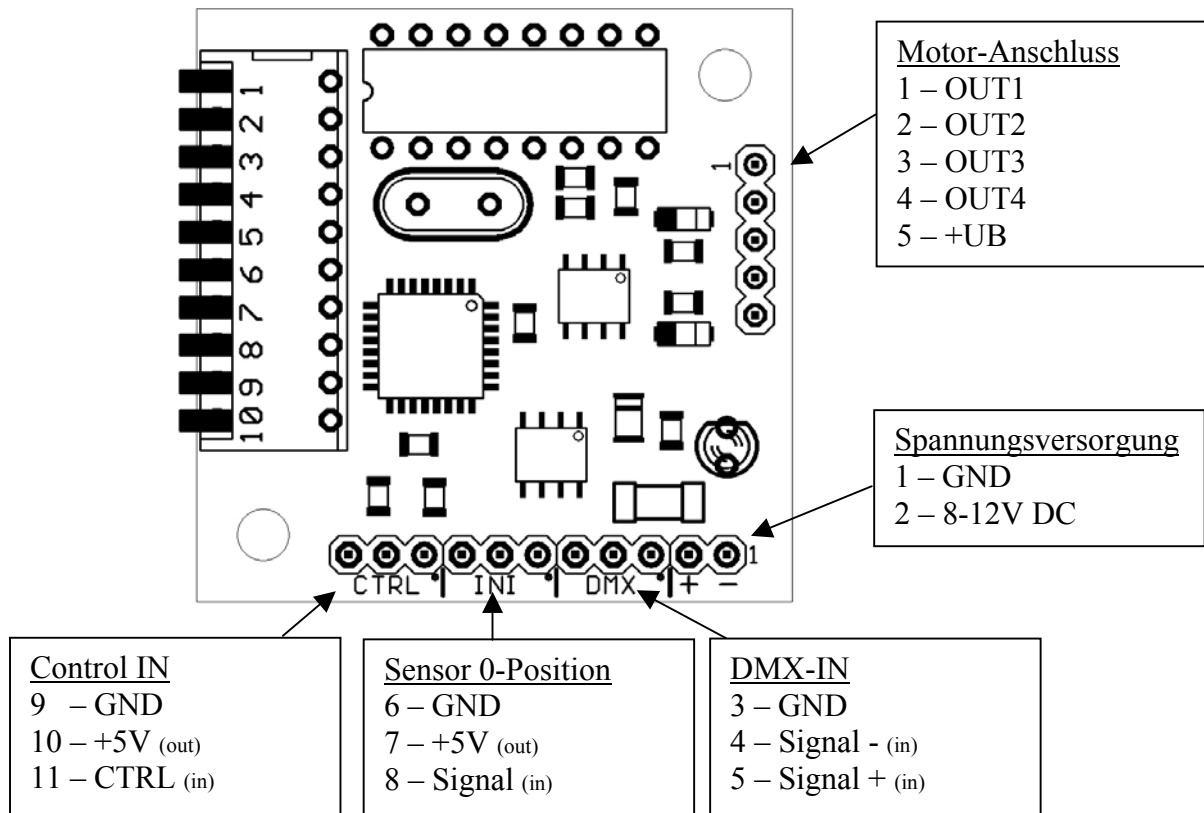 Motor-Anschluss
1 – OUT1
2 – OUT2
3 – OUT3
4 – OUT4
5 – +UB
1
2
3
4
5
6
7
8
9
10
1
Spannungsversorgung
1 – GND
2 – 8-12V DC
CTRL INI DMX + - 1
Control IN
9 – GND
10 – +5V (out)
11 – CTRL (in)
Sensor 0-Position
6 – GND
7 – +5V (out)
8 – Signal (in)
DMX-IN
3 – GND
4 – Signal - (in)
5 – Signal + (in)